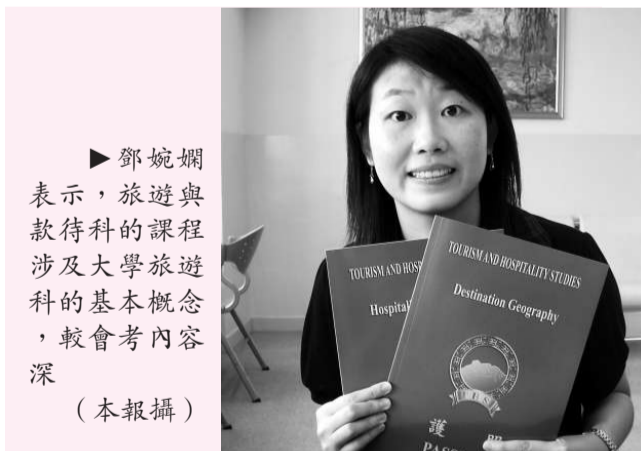 ▶鄧婉嫻
表示，旅遊與
款待科的課程
涉及大學旅遊
科的基本概念
，較會考內容
深
（本報攝）
TOURISM AND HOSP
Hospital
TOURISM AND HOSPITALITY STUDIES
Destination Geography
THS
護
PASS